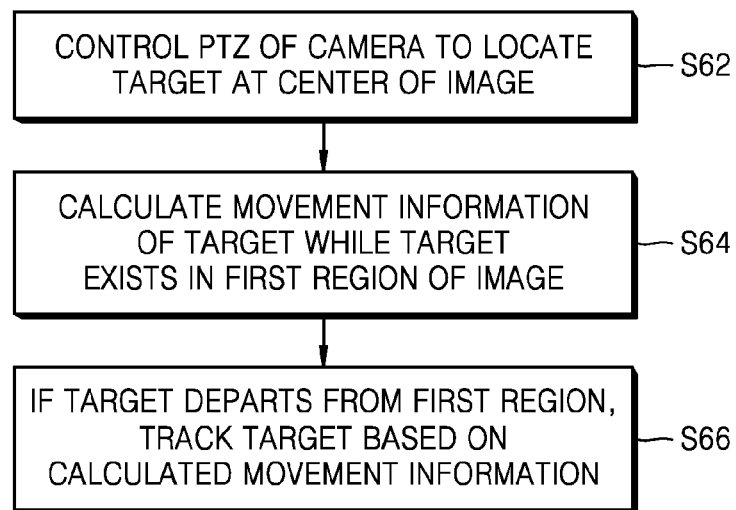 CONTROL PTZ OF CAMERA TO LOCATE
TARGET AT CENTER OF IMAGE
S62
CALCULATE MOVEMENT INFORMATION
OF TARGET WHILE TARGET
EXISTS IN FIRST REGION OF IMAGE
S64
IF TARGET DEPARTS FROM FIRST REGION,
TRACK TARGET BASED ON
CALCULATED MOVEMENT INFORMATION
S66